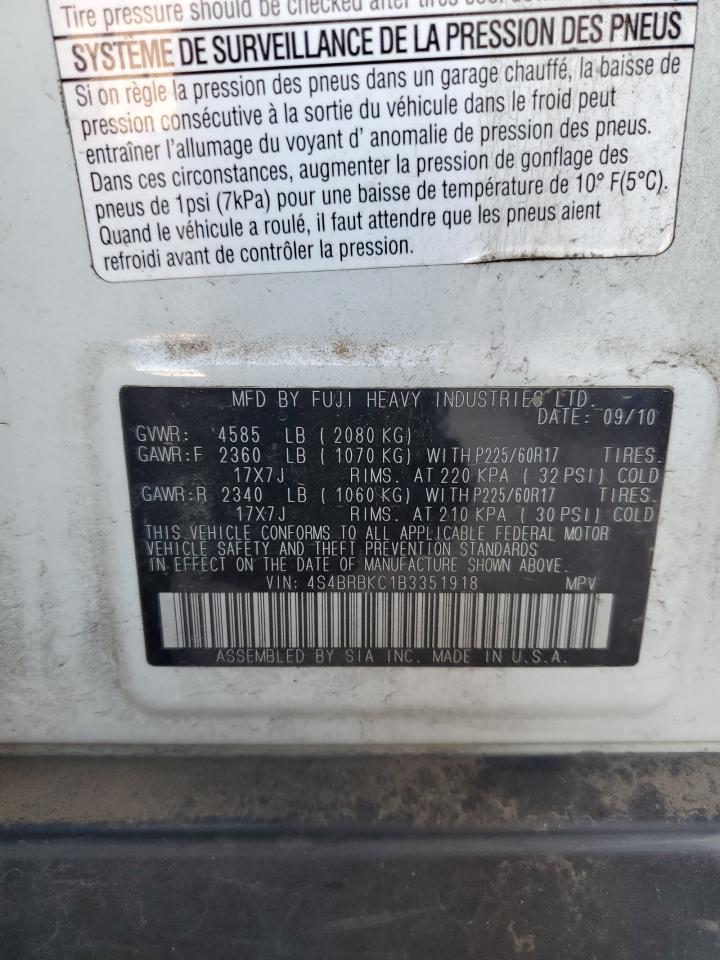 Tire pressure should be checked after tires
SYSTÈME DE SURVEILLANCE DE LA PRESSION DES PNEUS
Si on règle la pression des pneus dans un garage chauffé, la baisse de
pression consécutive à la sortie du véhicule dans le froid peut
entraîner l'allumage du voyant d' anomalie de pression des pneus.
Dans ces circonstances, augmenter la pression de gonflage des
pneus de 1psi (7kPa) pour une baisse de température de 10° F(5°C).
Quand le véhicule a roulé, il faut attendre que les pneus aient
refroidi avant de contrôler la pression.
MFD BY FUJI HEAVY INDUSTRIES LTD.
DATE: 09/10
GVWR: 4585 LB ( 2080 KG)
GAWR:F 2360 LB ( 1070 KG) WITH P225/60R17 TIRES.
17X7J RIMS. AT 220 KPA ( 32 PSI) COLD
GAWR:R 2340 LB ( 1060 KG) WITH P225/60R17 TIRES.
17X7J RIMS. AT 210 KPA ( 30 PSI) COLD
THIS VEHICLE CONFORMS TO ALL APPLICABLE FEDERAL MOTOR
VEHICLE SAFETY AND THEFT PREVENTION STANDARDS
IN EFFECT ON THE DATE OF MANUFACTURE SHOWN ABOVE.
VIN: 4S4BRBKC1B3351918 MPV
ASSEMBLED BY SIA INC. MADE IN U.S.A.